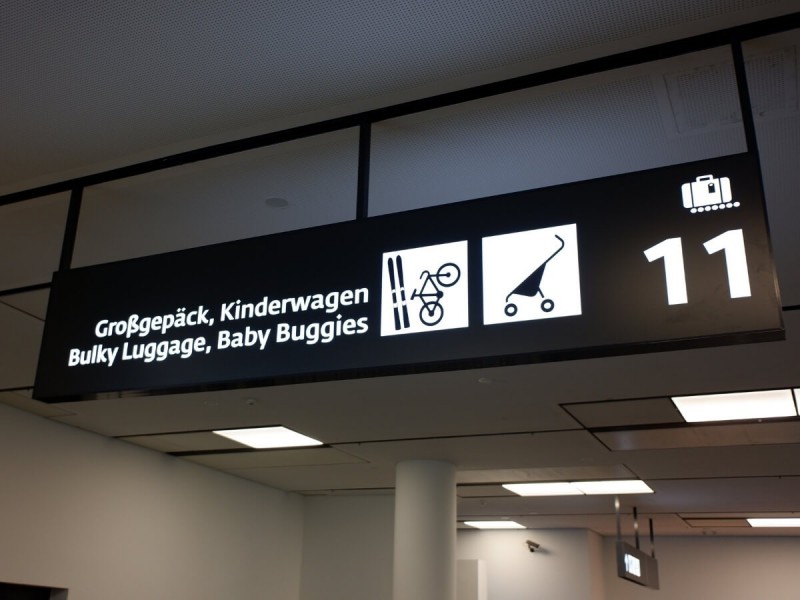 Großgepäck, Kinderwagen
Bulky Luggage, Baby Buggies
11